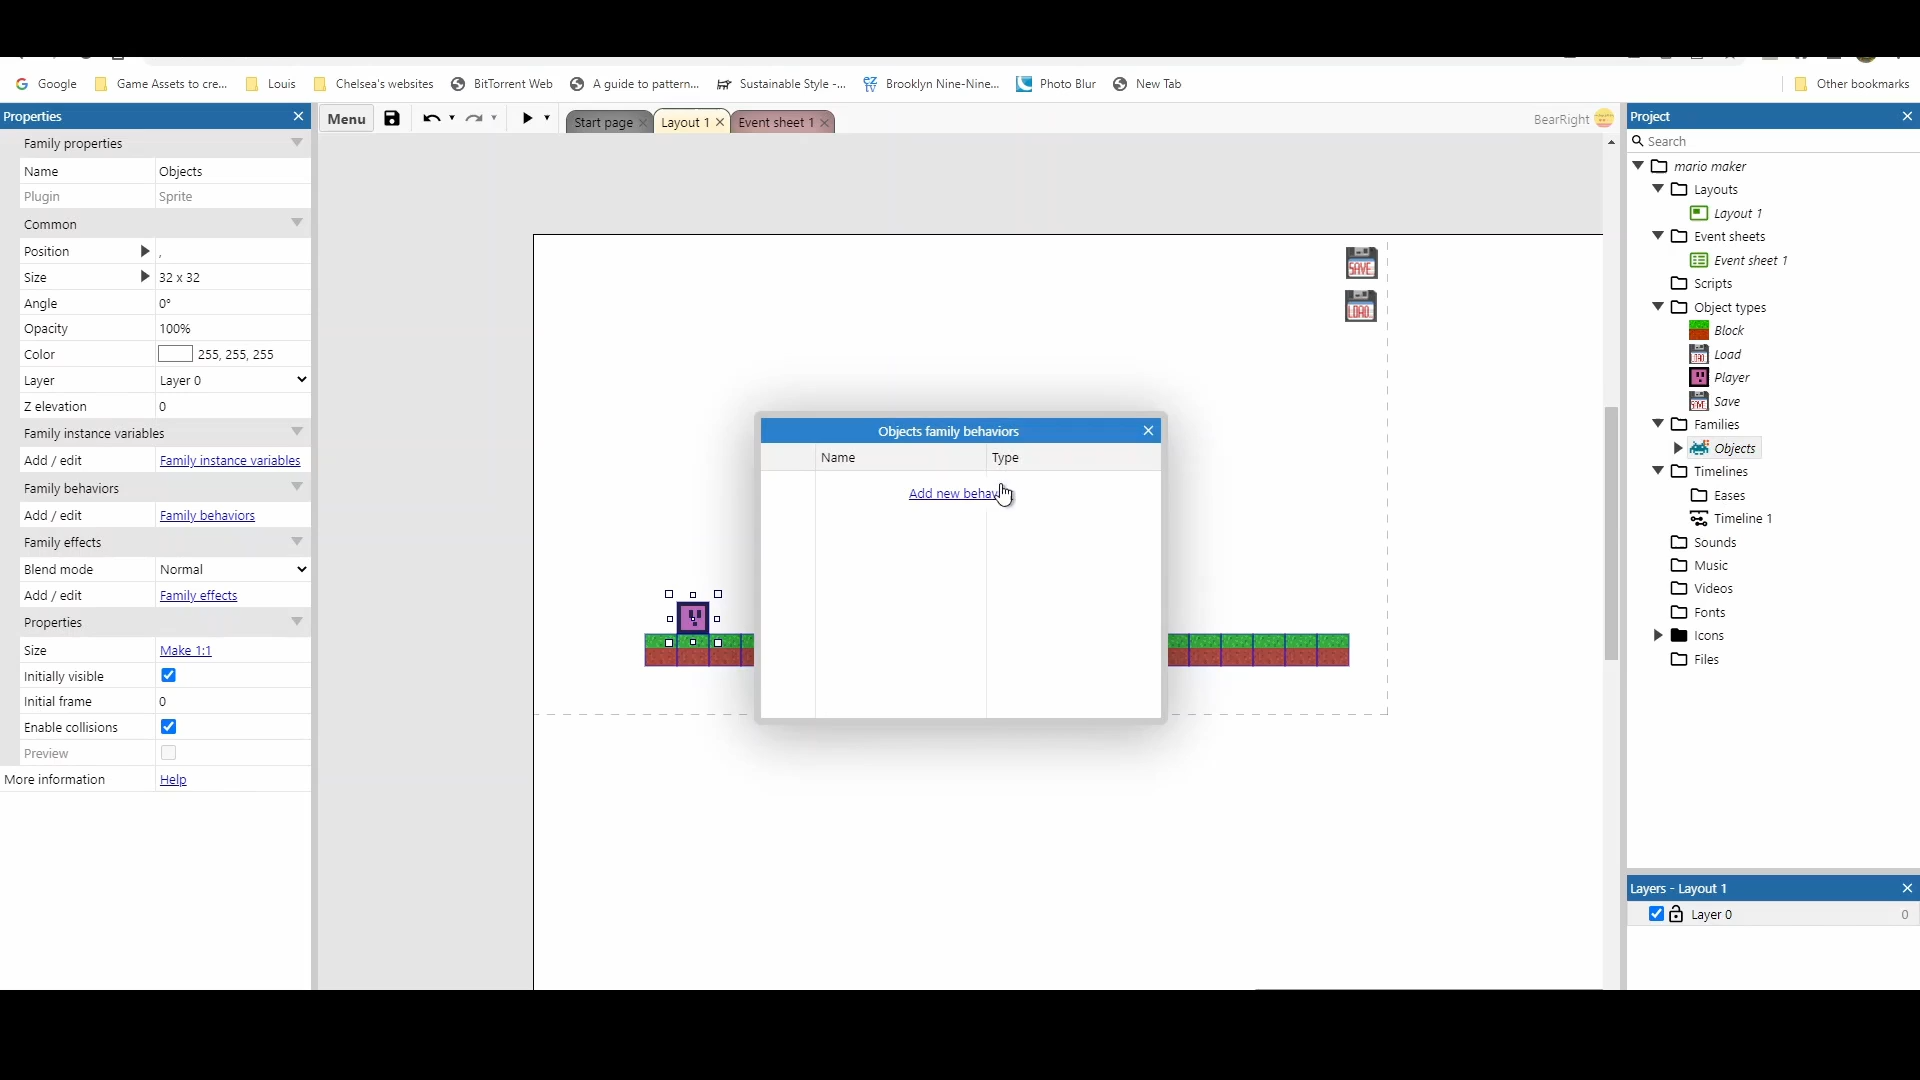 Google
Game Assets to cre...
Louis
Chelsea's websites
BitTorrent Web
A guide to pattern...
Sustainable Style -...
Brooklyn Nine-Nine...
Photo Blur
New Tab
Other bookmarks
Properties
Menu
Start page
Layout 1
Event sheet 1
BearRight
Project
Family properties
Name Objects
Plugin Sprite
Common
Position ,
Size 32 x 32
Angle 0°
Opacity 100%
Color 255, 255, 255
Layer Layer 0
Z elevation 0
Family instance variables
Add / edit Family instance variables
Family behaviors
Add / edit Family behaviors
Family effects
Blend mode Normal
Add / edit Family effects
Properties
Size Make 1:1
Initially visible
Initial frame 0
Enable collisions
Preview
More information Help
SAVE
LOAD
Objects family behaviors
Name Type
Add new behav
Search
mario maker
Layouts
Layout 1
Event sheets
Event sheet 1
Scripts
Object types
Block
Load
Player
Save
Families
Objects
Timelines
Eases
Timeline 1
Sounds
Music
Videos
Fonts
Icons
Files
Layers - Layout 1
Layer 0 0